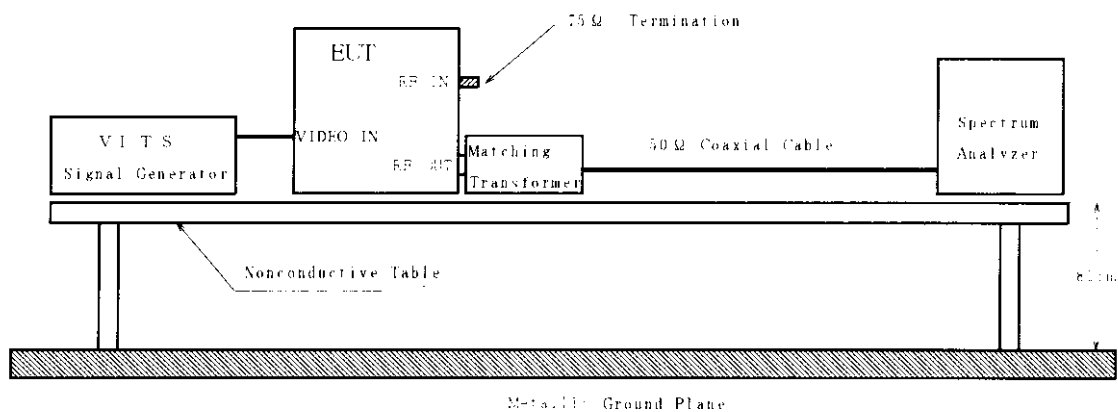 75Ω Termination
EUT
RF IN
VITS
Signal Generator
VIDEO IN
RF
Matching
Transformer
50Ω Coaxial Cable
Spectrum
Analyzer
Nonconductive Table
Ground Plane